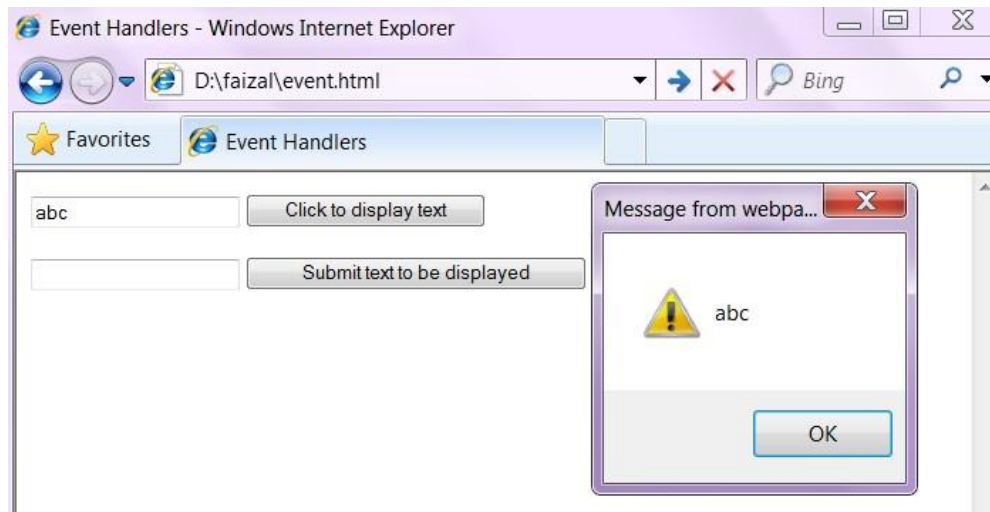 Event Handlers - Windows Internet Explorer
D:\faizal\event.html
Bing
Favorites
Event Handlers
abc
Click to display text
Submit text to be displayed
Message from webpa...
abc
OK